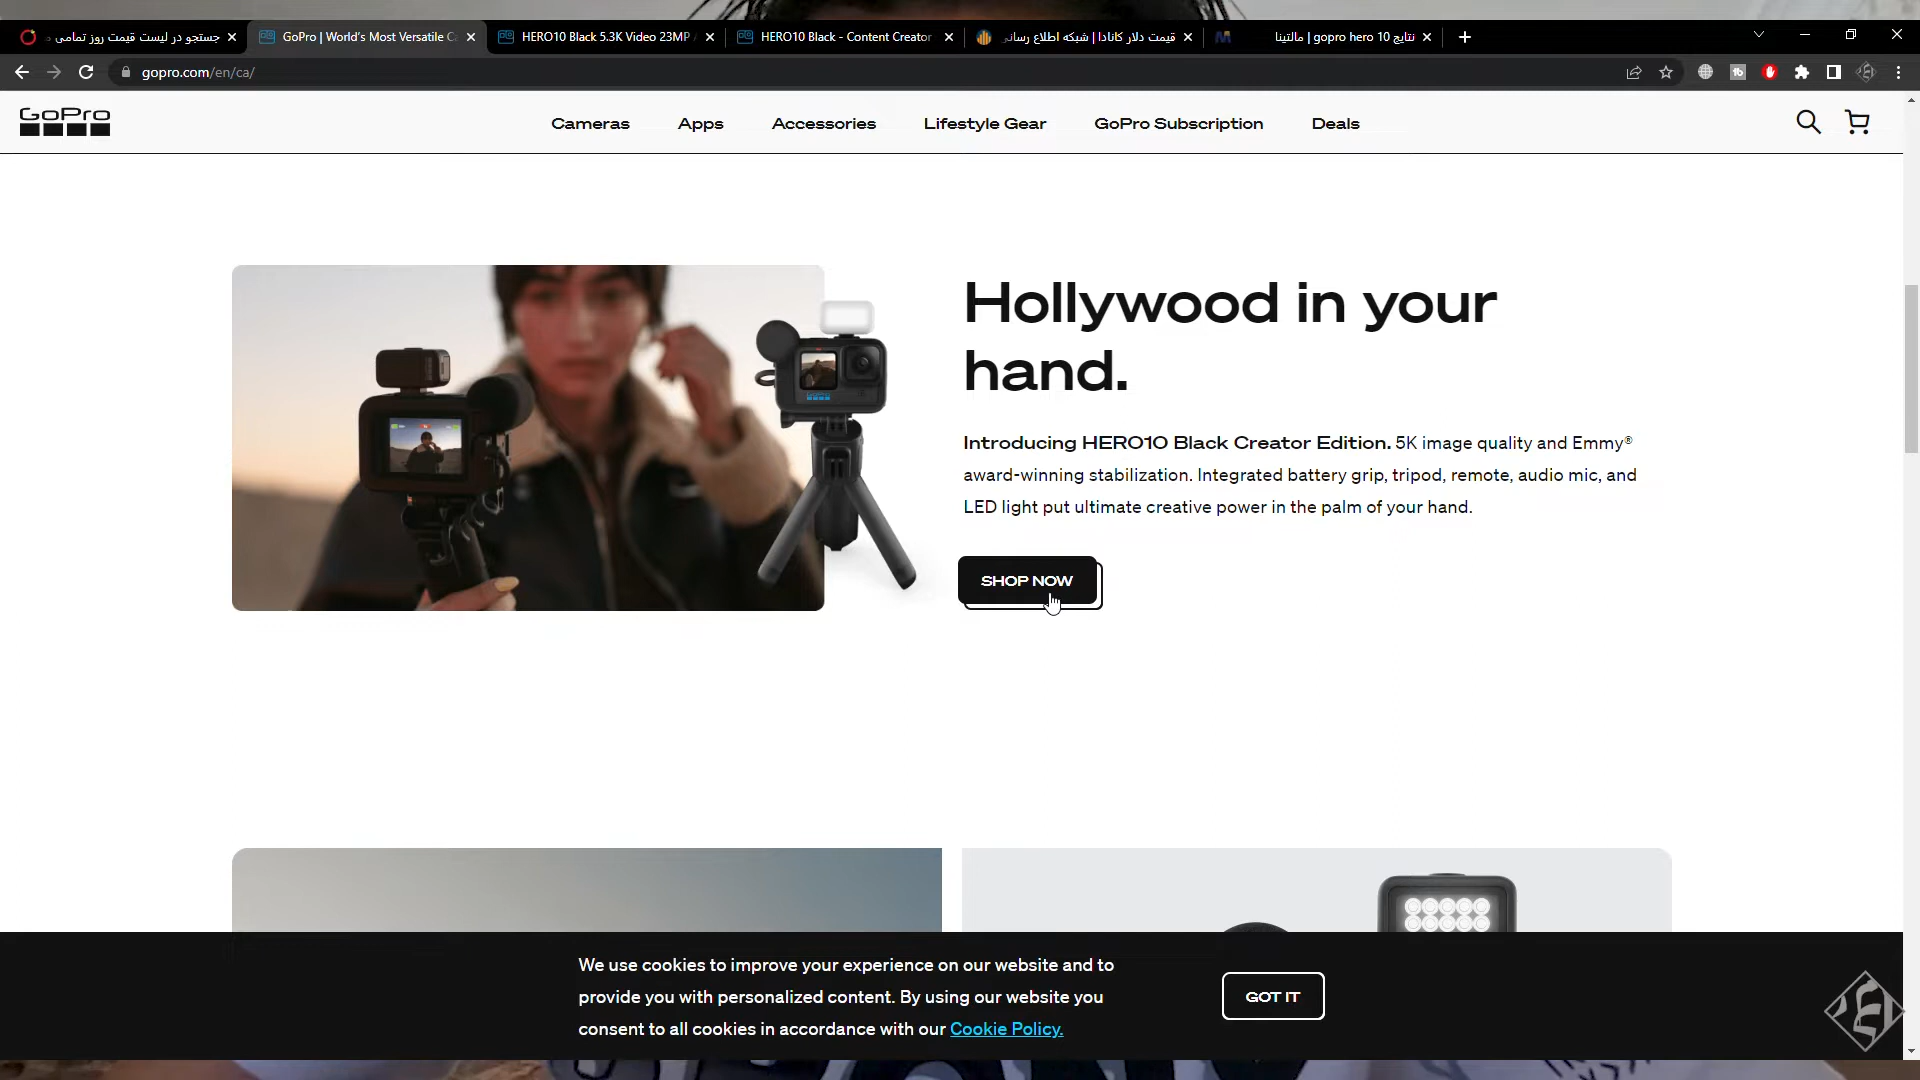 جستجو در لیست قیمت روز تمامی
GoPro | World's Most Versatile Ca
HERO10 Black 5.3K Video 23MP
HERO10 Black - Content Creator
قیمت دلار کانادا | شبکه اطلاع رسانی
نتایج gopro hero 10 | مالتینا
gopro.com/en/ca/
GoPro
Cameras
Apps
Accessories
Lifestyle Gear
GoPro Subscription
Deals
Hollywood in your
hand.
Introducing HERO10 Black Creator Edition. 5K image quality and Emmy®
award-winning stabilization. Integrated battery grip, tripod, remote, audio mic, and
LED light put ultimate creative power in the palm of your hand.
SHOP NOW
We use cookies to improve your experience on our website and to
provide you with personalized content. By using our website you
consent to all cookies in accordance with our Cookie Policy.
GOT IT